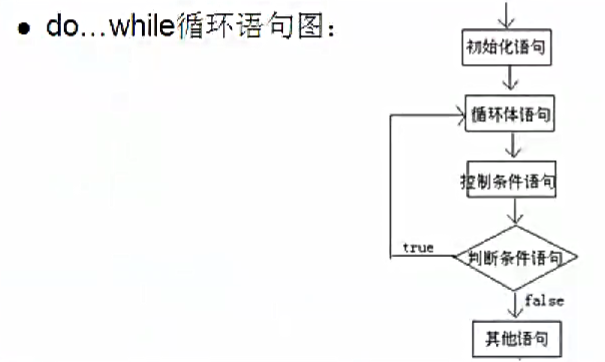 ● do…while循环语句图：
初始化语句
循环体语句
控制条件语句
true
判断条件语句
false
其他语句